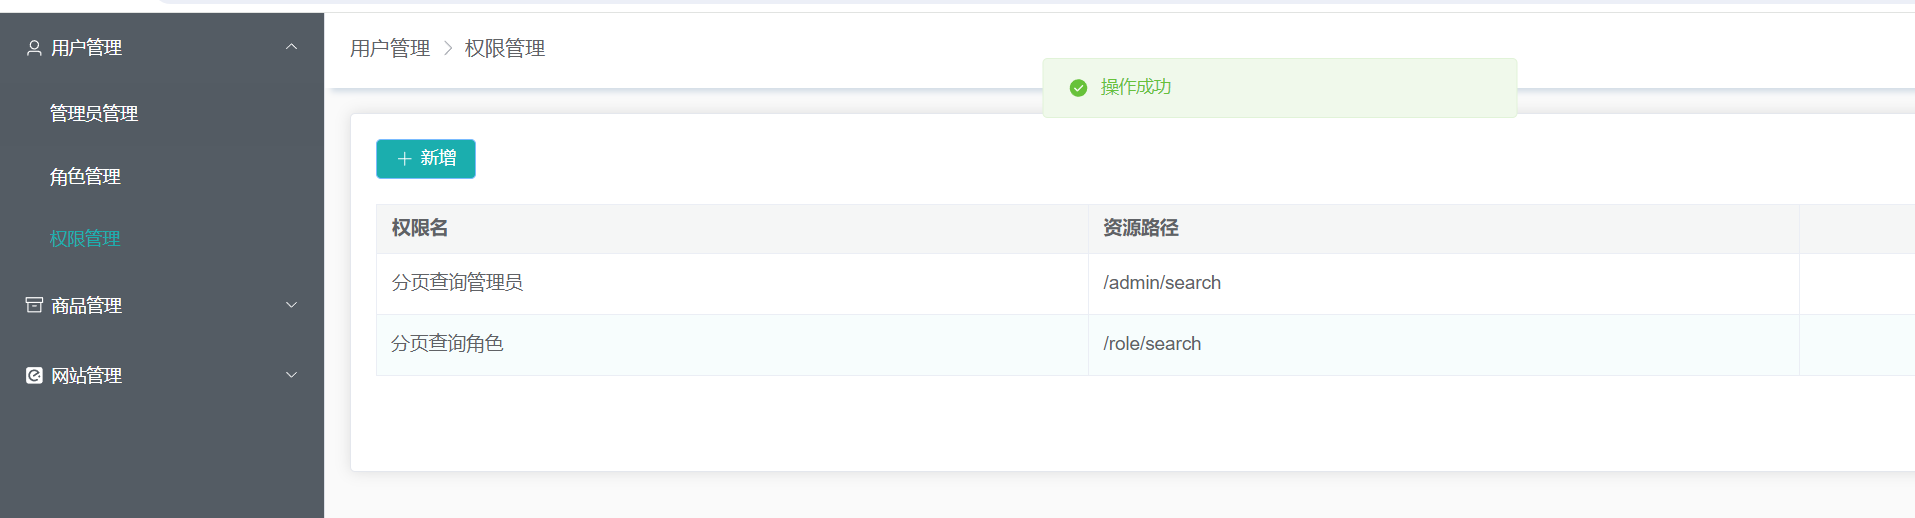 用户管理
管理员管理
角色管理
权限管理
商品管理
网站管理
用户管理 > 权限管理
操作成功
+ 新增
权限名 资源路径
分页查询管理员 /admin/search
分页查询角色 /role/search